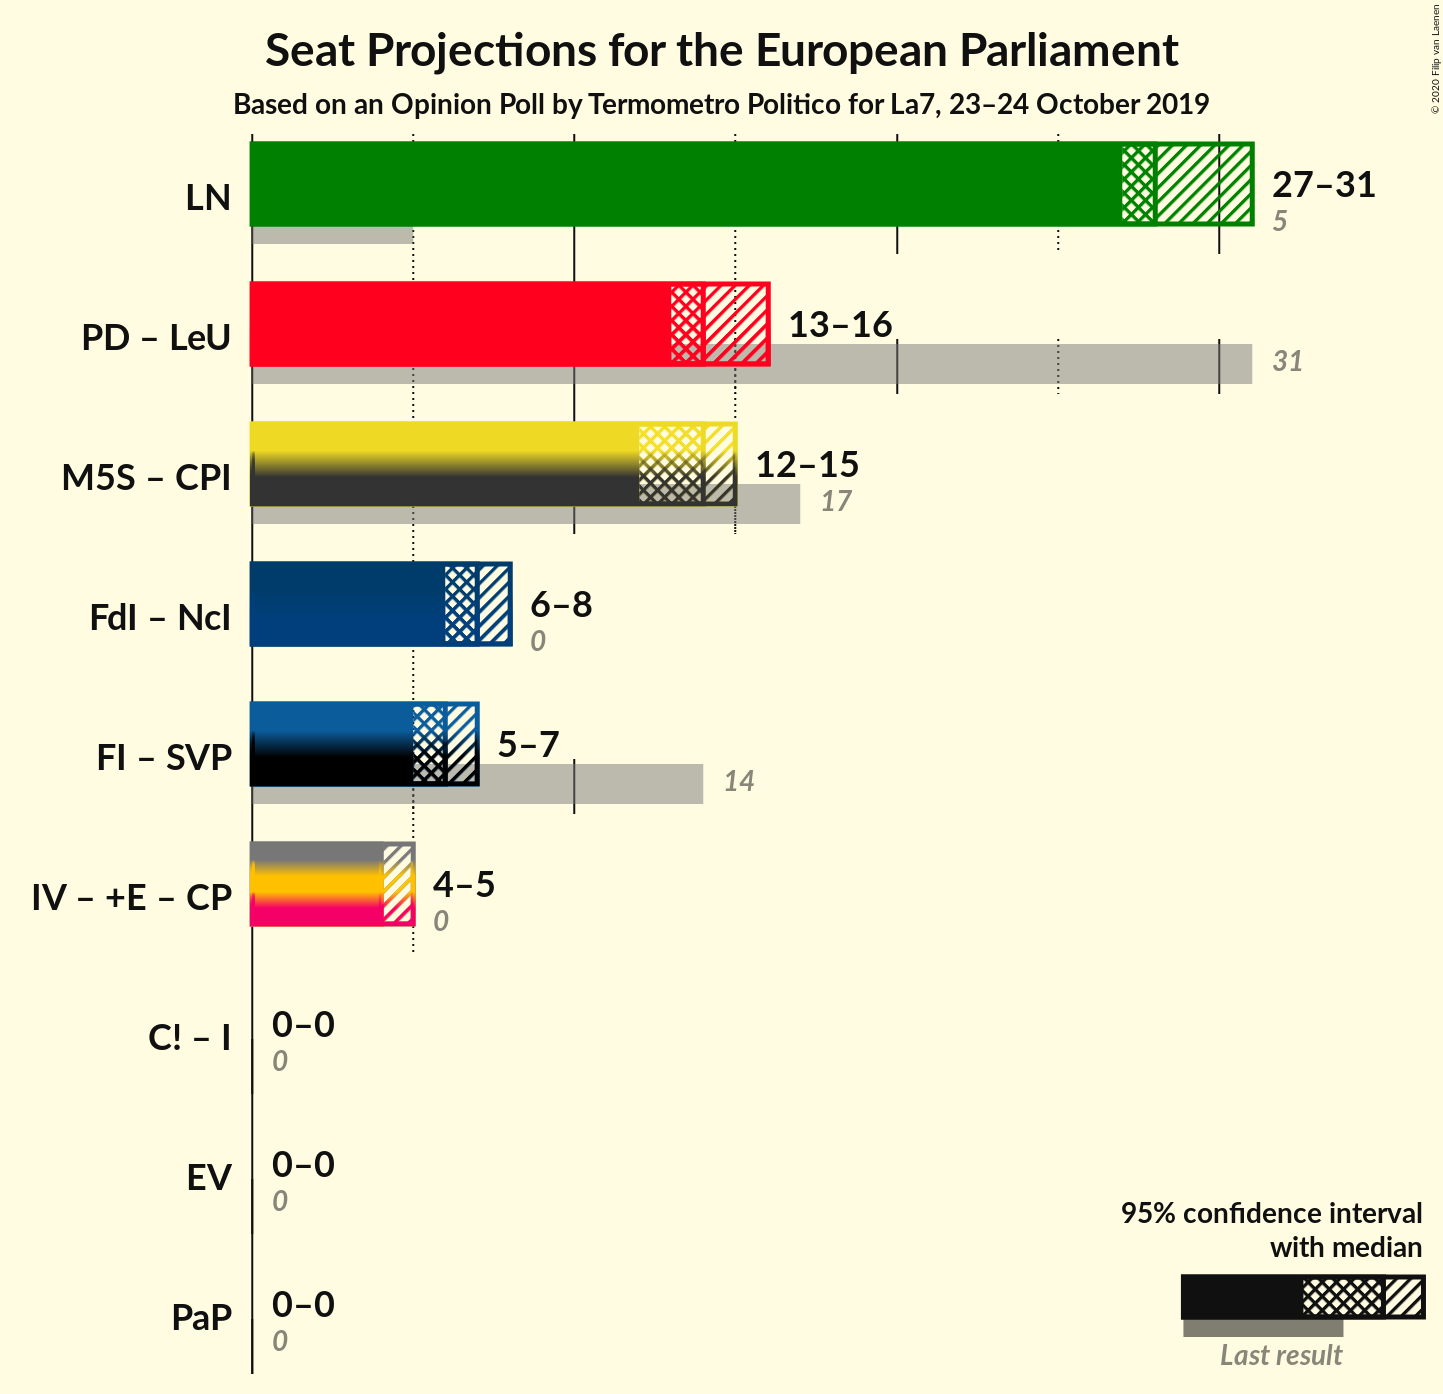 Seat Projections for the European Parliament
Based on an Opinion Poll by Termometro Politico for La7, 23–24 October 2019
© 2020 Filip van Laenen
LN
27–31
5
PD – LeU
13–16
31
M5S – CPI
12–15
17
FdI – NcI
6–8
0
FI – SVP
5–7
14
IV – +E – CP
4–5
0
C! – I
0–0
0
EV
0–0
0
PaP
0–0
0
95% confidence interval
with median
Last result